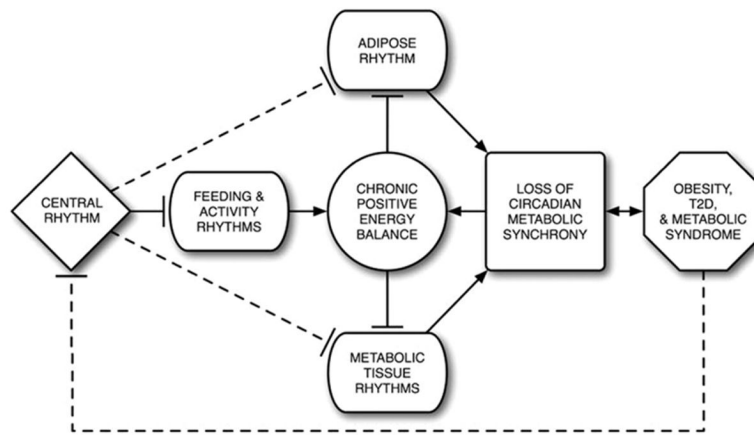 ADIPOSE
RHYTHM
CENTRAL
RHYTHM
FEEDING &
ACTIVITY
RHYTHMS
CHRONIC
POSITIVE
ENERGY
BALANCE
LOSS OF
CIRCADIAN
METABOLIC
SYNCHRONY
OBESITY,
T2D,
& METABOLIC
SYNDROME
METABOLIC
TISSUE
RHYTHMS